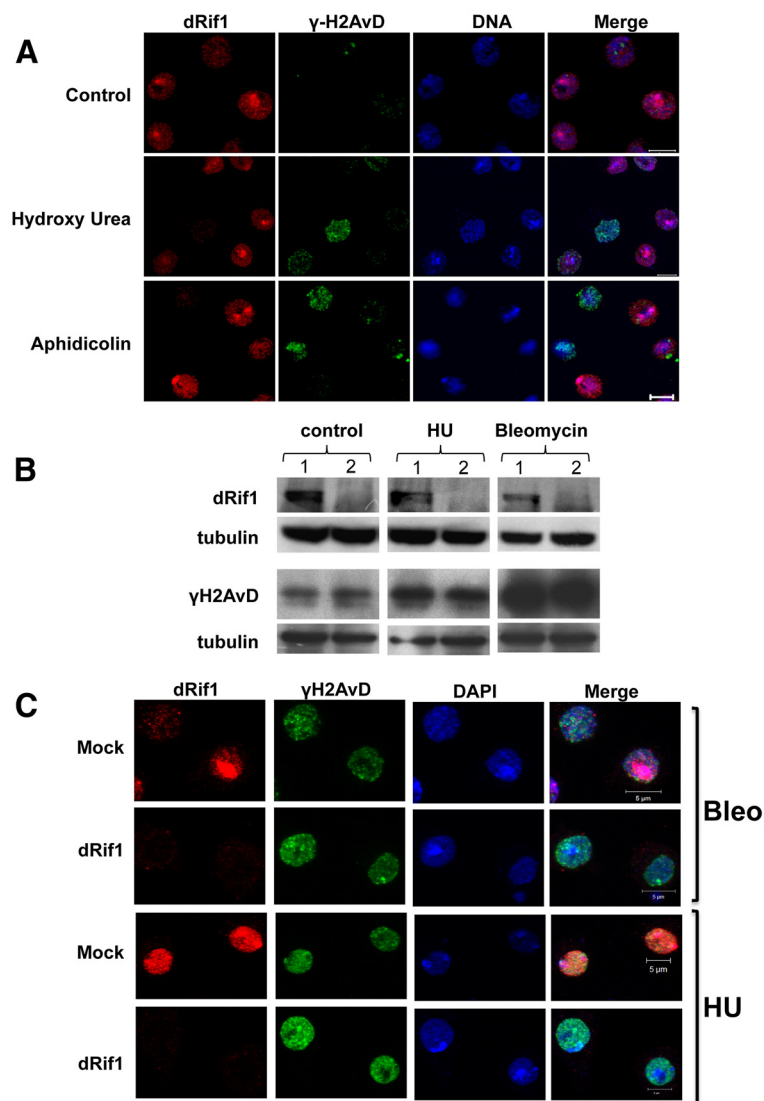 A
dRif1 γ-H2AvD DNA Merge
Control
Hydroxy Urea
Aphidicolin
B
control HU Bleomycin
1 2 1 2 1 2
dRif1
tubulin
γH2AvD
tubulin
C
dRif1 γH2AvD DAPI Merge
Mock
5 μm
Bleo
dRif1
5 μm
Mock
5 μm
HU
dRif1